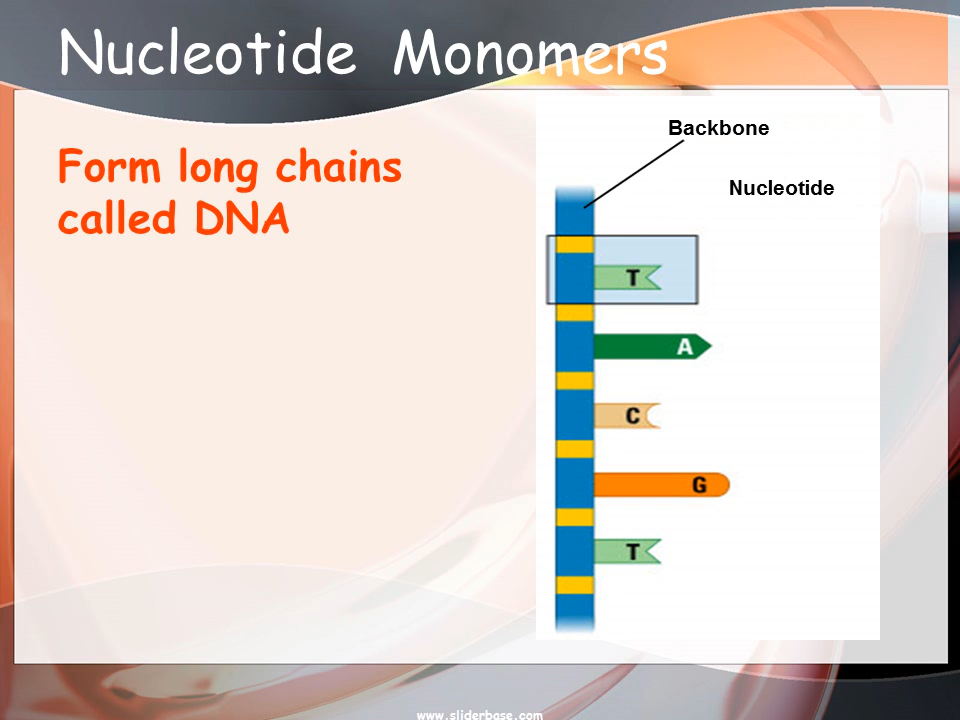 Nucleotide Monomers
Form long chains
called DNA
Backbone
Nucleotide
T
A
C
G
T
www.sliderbase.com